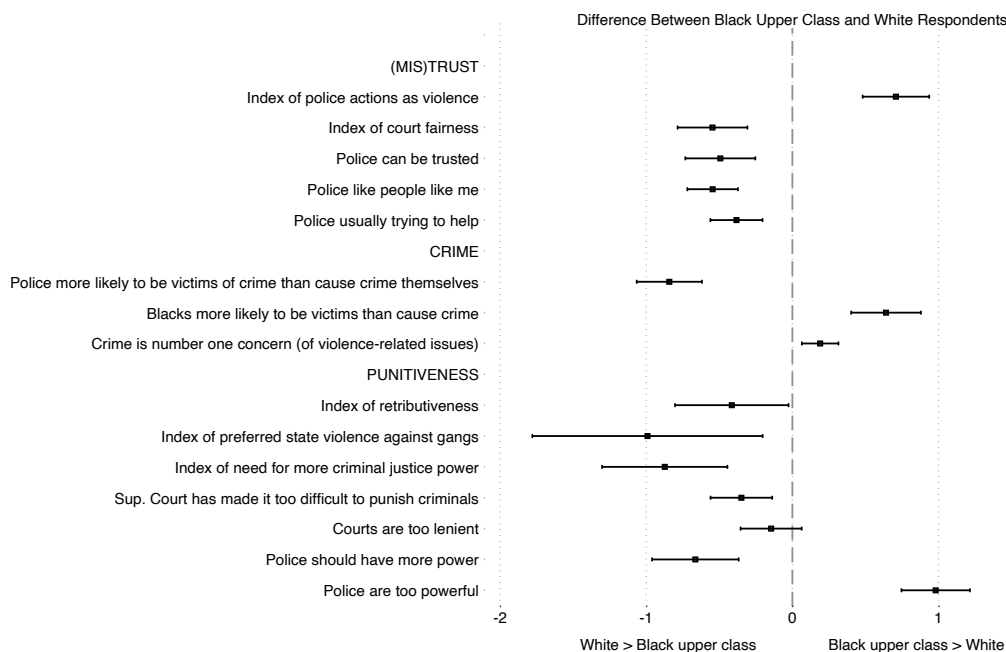 Difference Between Black Upper Class and White Respondents
(MIS)TRUST
Index of police actions as violence
Index of court fairness
Police can be trusted
Police like people like me
Police usually trying to help
CRIME
Police more likely to be victims of crime than cause crime themselves
Blacks more likely to be victims than cause crime
Crime is number one concern (of violence-related issues)
PUNITIVENESS
Index of retributiveness
Index of preferred state violence against gangs
Index of need for more criminal justice power
Sup. Court has made it too difficult to punish criminals
Courts are too lenient
Police should have more power
Police are too powerful
-2 -1 0 1
White > Black upper class Black upper class > White